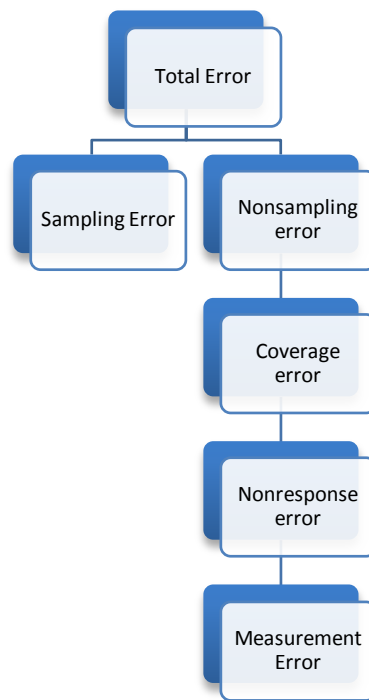 Total Error
Sampling Error
Nonsampling
error
Coverage
error
Nonresponse
error
Measurement
Error